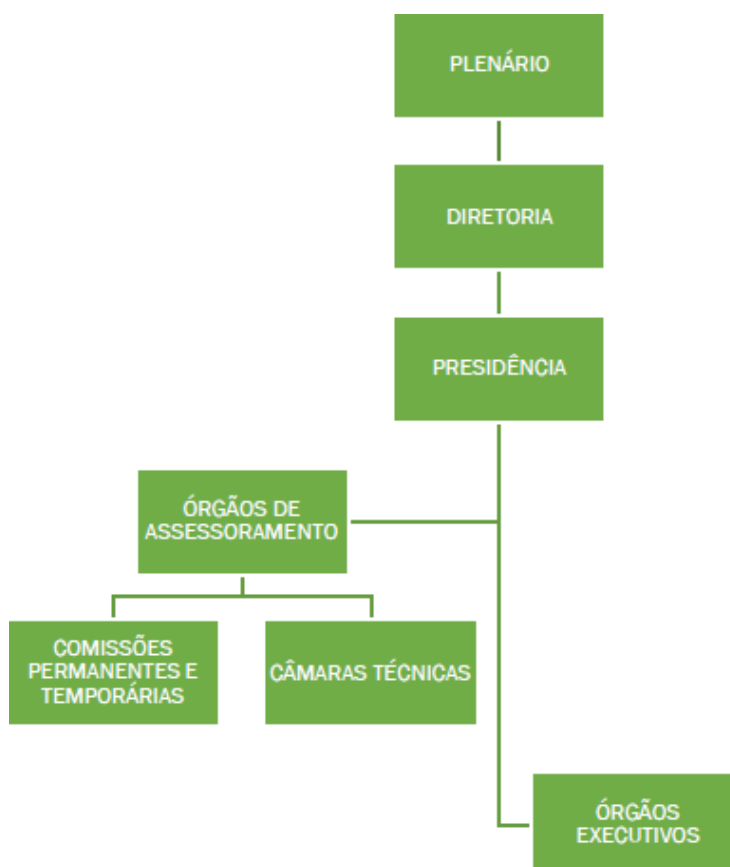 PLENÁRIO
DIRETORIA
PRESIDÊNCIA
ÓRGÃOS DE
ASSESSORAMENTO
COMISSÕES
PERMANENTES E
TEMPORÁRIAS
CÂMARAS TÉCNICAS
ÓRGÃOS
EXECUTIVOS